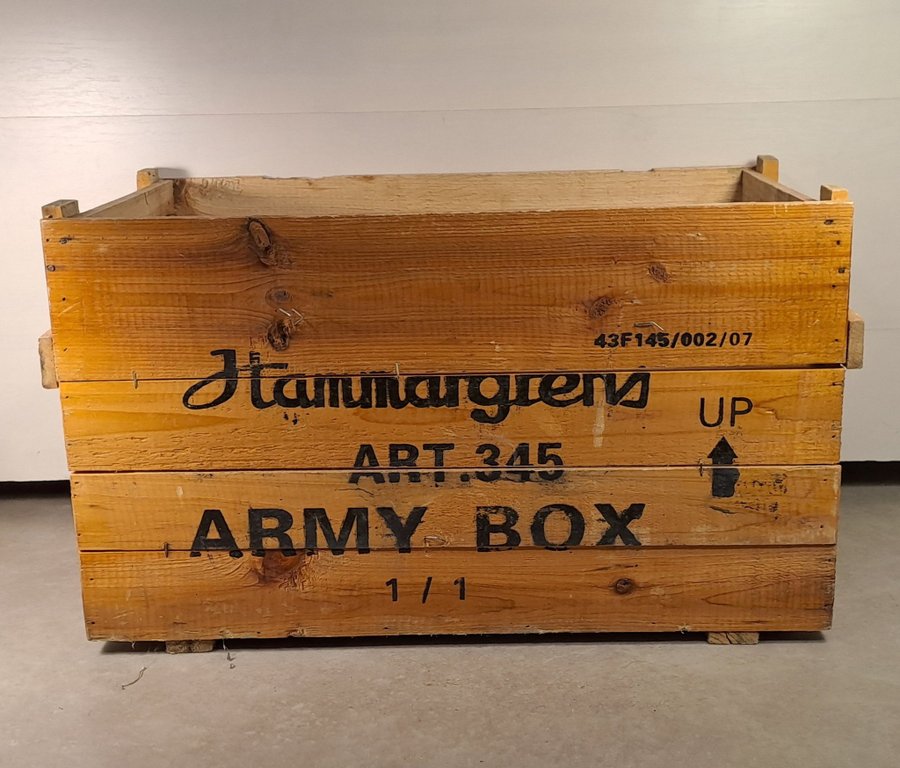 43F145/002/07
Hammargrens
UP
ART.345
ARMY BOX
1/1